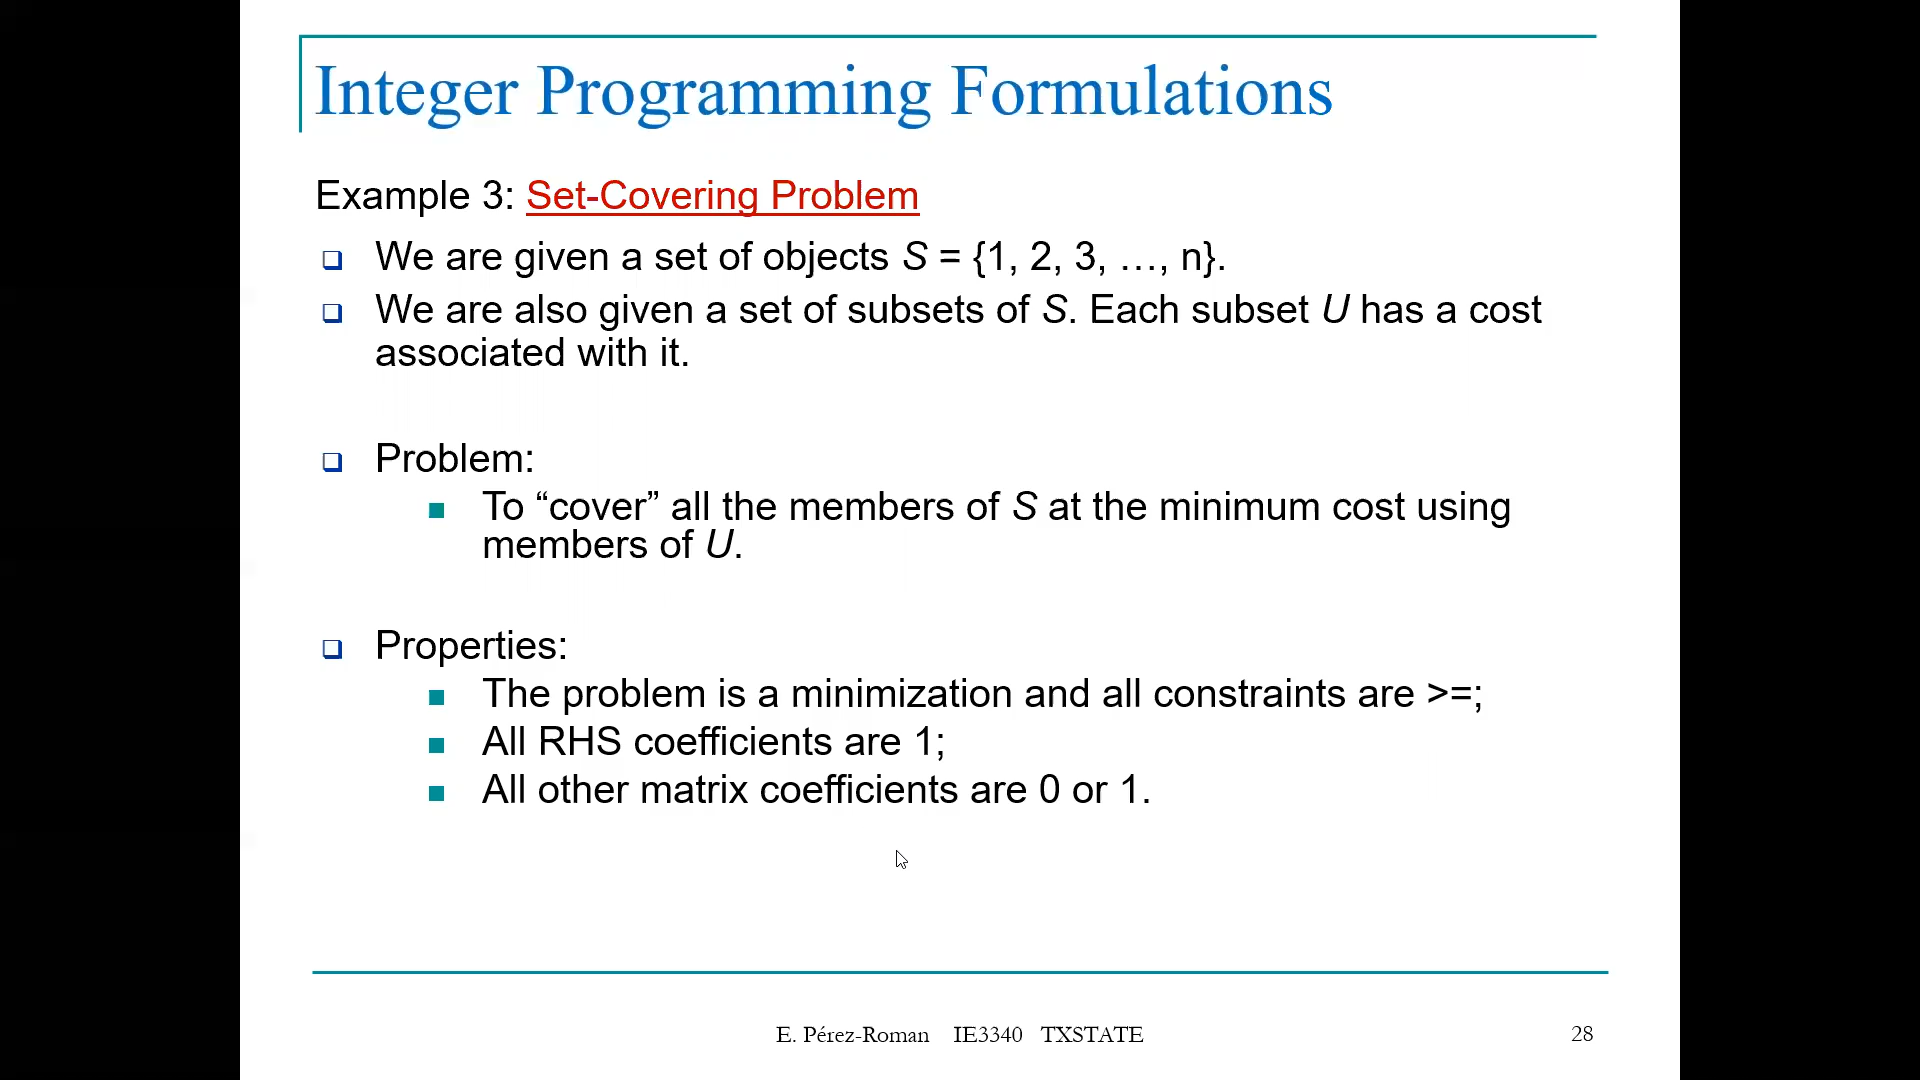 Integer Programming Formulations
Example 3: Set-Covering Problem
❑ We are given a set of objects S = {1, 2, 3, …, n}.
❑ We are also given a set of subsets of S. Each subset U has a cost
associated with it.
❑ Problem:
■ To “cover” all the members of S at the minimum cost using
members of U.
❑ Properties:
■ The problem is a minimization and all constraints are >=;
■ All RHS coefficients are 1;
■ All other matrix coefficients are 0 or 1.
E. Pérez-Roman IE3340 TXSTATE
28